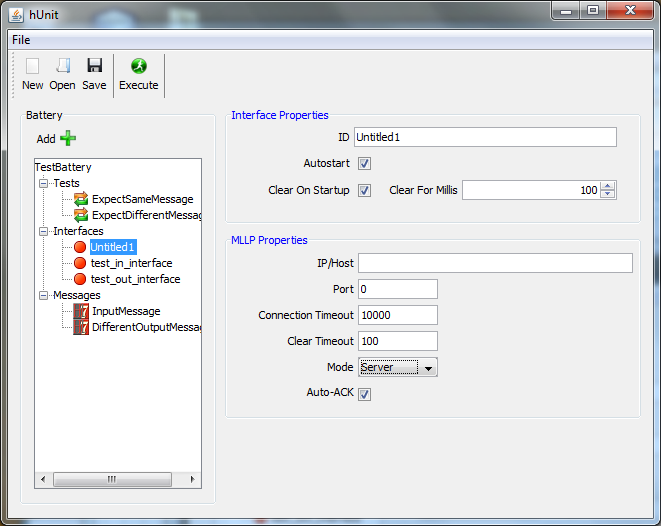 hUnit
File
New Open Save Execute
Battery
Add
TestBattery
Tests
ExpectSameMessage
ExpectDifferentMessa
Interfaces
Untitled1
test_in_interface
test_out_interface
Messages
InputMessage
DifferentOutputMessa
Interface Properties
ID Untitled1
Autostart
Clear On Startup Clear For Millis 100
MLLP Properties
IP/Host
Port 0
Connection Timeout 10000
Clear Timeout 100
Mode Server
Auto-ACK